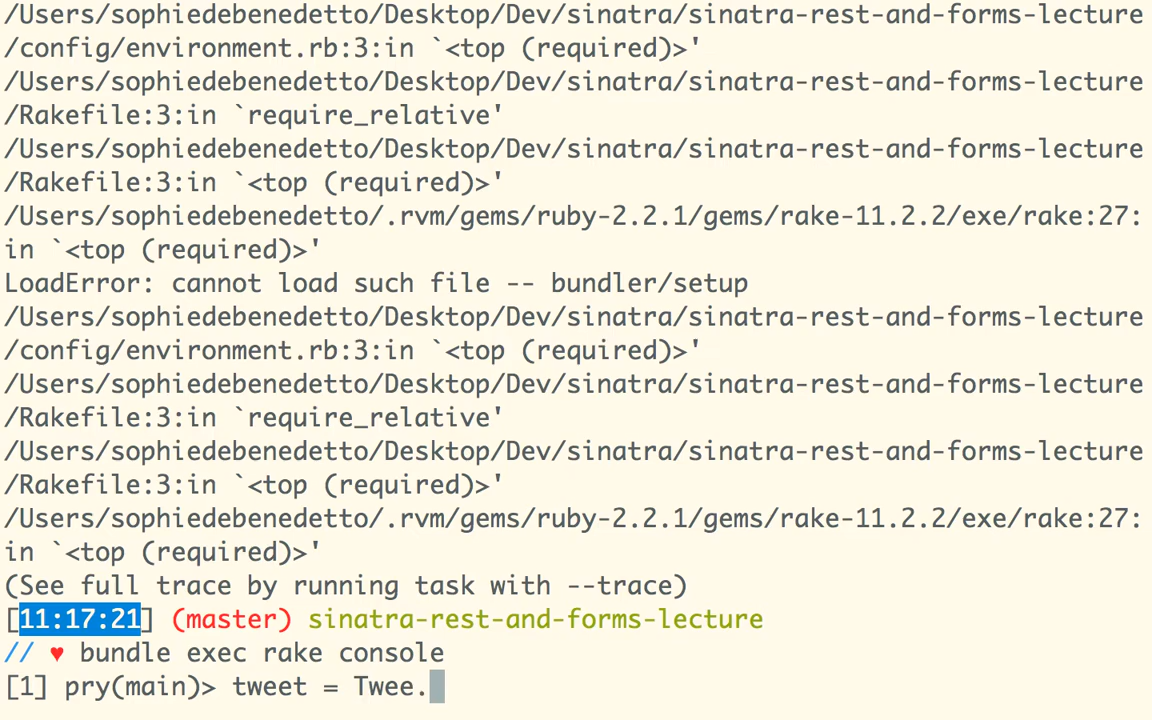 /Users/sophiedebenedetto/Desktop/Dev/sinatra/sinatra-rest-and-forms-lecture
/config/environment.rb:3:in `<top (required)>'
/Users/sophiedebenedetto/Desktop/Dev/sinatra/sinatra-rest-and-forms-lecture
/Rakefile:3:in `require_relative'
/Users/sophiedebenedetto/Desktop/Dev/sinatra/sinatra-rest-and-forms-lecture
/Rakefile:3:in `<top (required)>'
/Users/sophiedebenedetto/.rvm/gems/ruby-2.2.1/gems/rake-11.2.2/exe/rake:27:
in `<top (required)>'
LoadError: cannot load such file -- bundler/setup
/Users/sophiedebenedetto/Desktop/Dev/sinatra/sinatra-rest-and-forms-lecture
/config/environment.rb:3:in `<top (required)>'
/Users/sophiedebenedetto/Desktop/Dev/sinatra/sinatra-rest-and-forms-lecture
/Rakefile:3:in `require_relative'
/Users/sophiedebenedetto/Desktop/Dev/sinatra/sinatra-rest-and-forms-lecture
/Rakefile:3:in `<top (required)>'
/Users/sophiedebenedetto/.rvm/gems/ruby-2.2.1/gems/rake-11.2.2/exe/rake:27:
in `<top (required)>'
(See full trace by running task with --trace)
[11:17:21] (master) sinatra-rest-and-forms-lecture
// ♥ bundle exec rake console
[1] pry(main)> tweet = Twee.